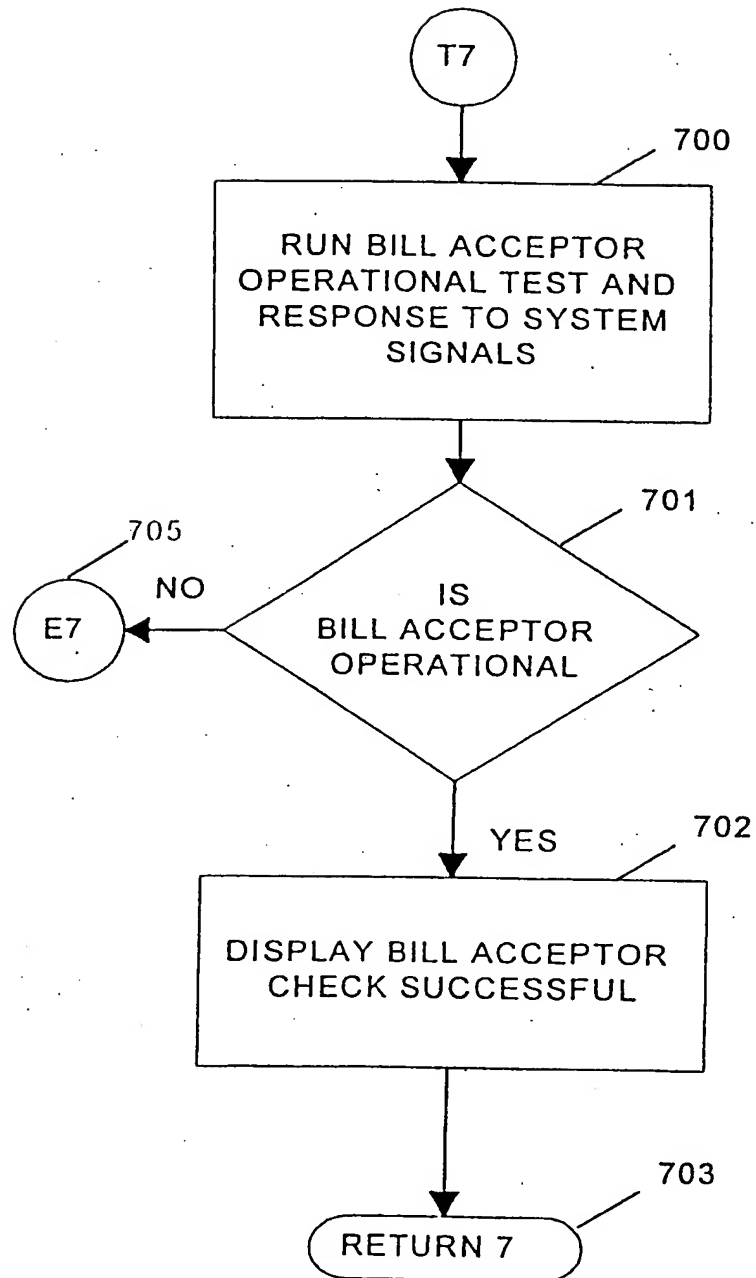 T7
700
RUN BILL ACCEPTOR
OPERATIONAL TEST AND
RESPONSE TO SYSTEM
SIGNALS
701
705
NO
IS
BILL ACCEPTOR
OPERATIONAL
E7
YES
702
DISPLAY BILL ACCEPTOR
CHECK SUCCESSFUL
703
RETURN 7